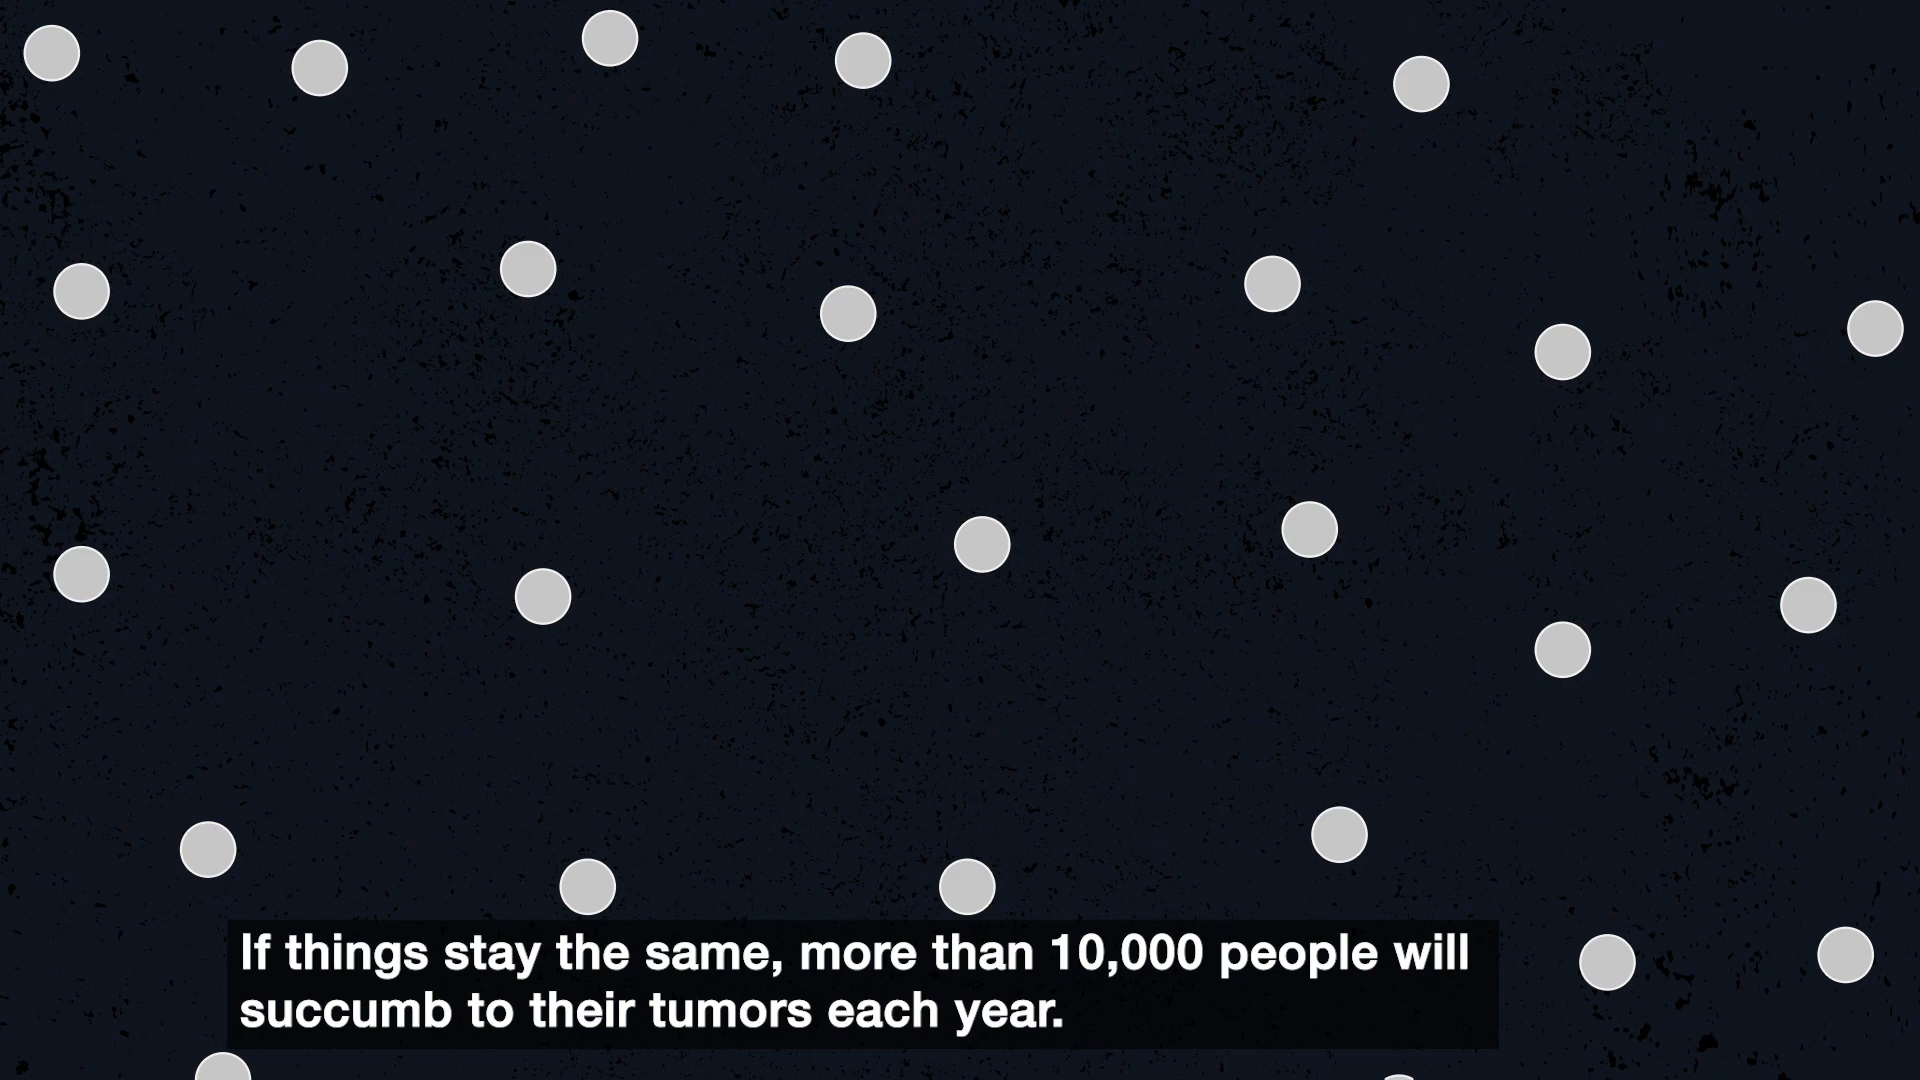 If things stay the same, more than 10,000 people will
succumb to their tumors each year.